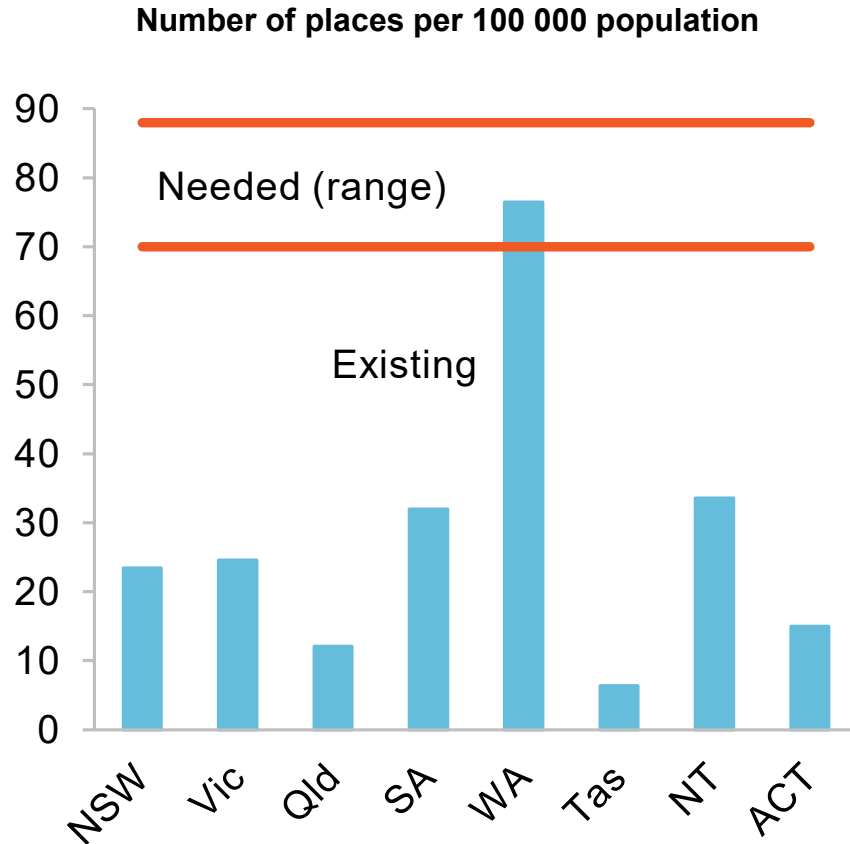 Number of places per 100 000 population
90
80
70
60
50
40
30
20
10
0
Needed (range)
Existing
NSW
Vic
Qld
SA
WA
Tas
NT
ACT